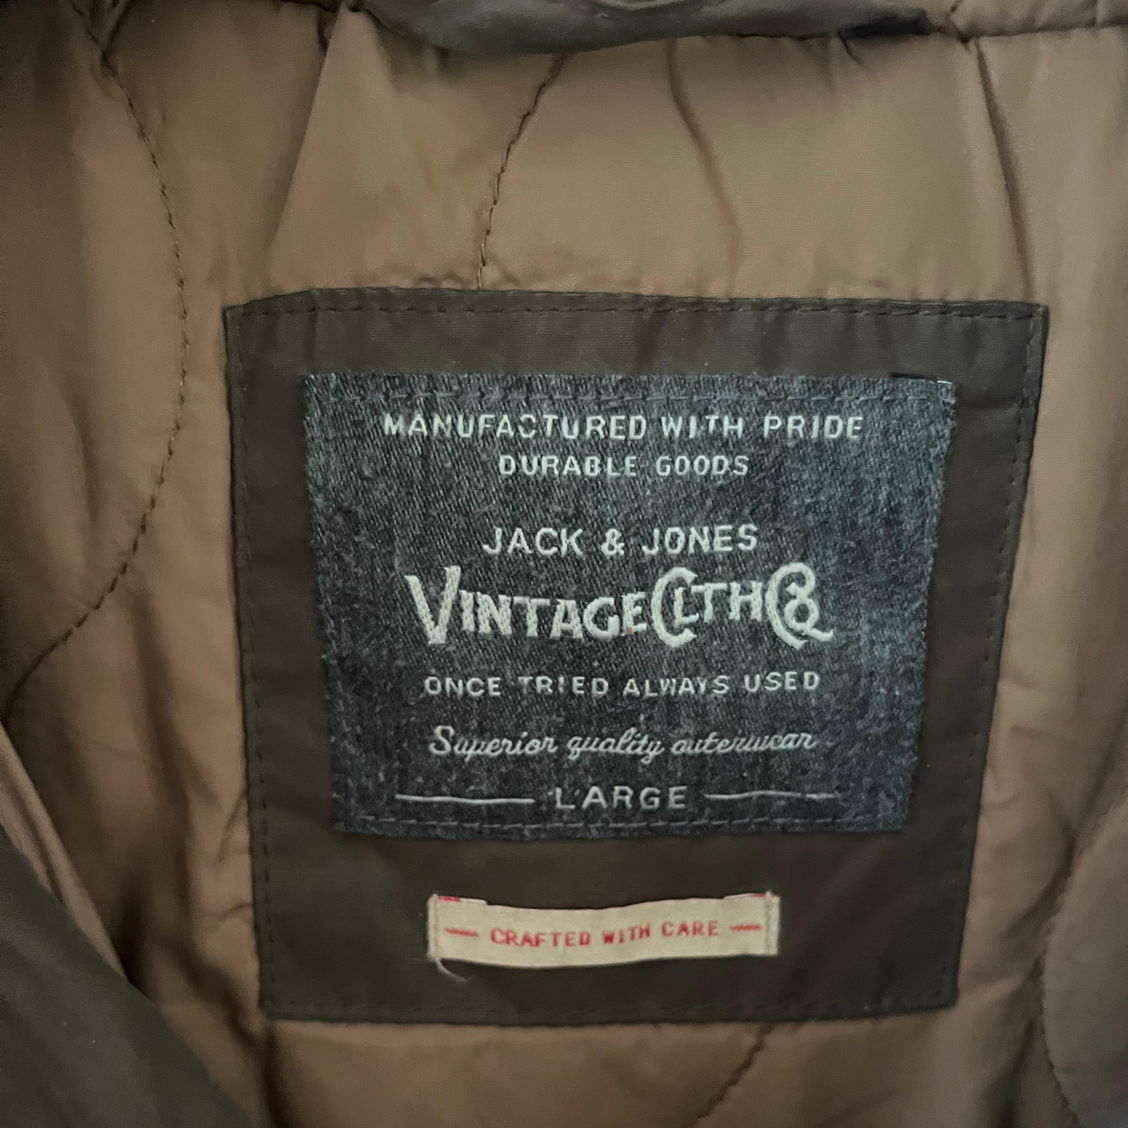 MANUFACTURED WITH PRIDE
DURABLE GOODS
JACK & JONES
VINTAGE CLTH CO
ONCE TRIED ALWAYS USED
Superior quality outerwear
LARGE
CRAFTED WITH CARE